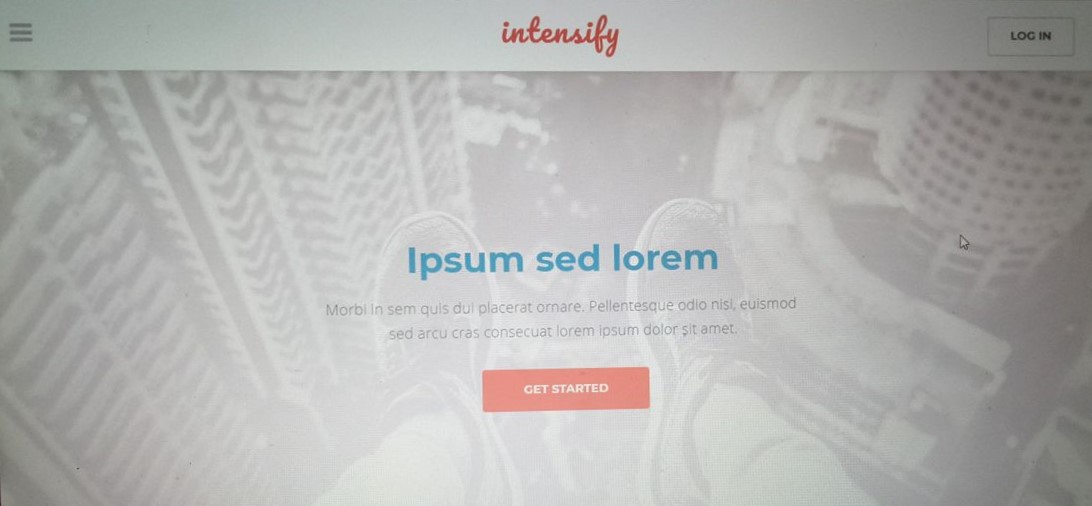 intensify
LOG IN
Ipsum sed lorem
Morbi in sem quis dui placerat ornare. Pellentesque odio nisi, euismod
sed arcu cras consecuat lorem ipsum dolor sit amet.
GET STARTED